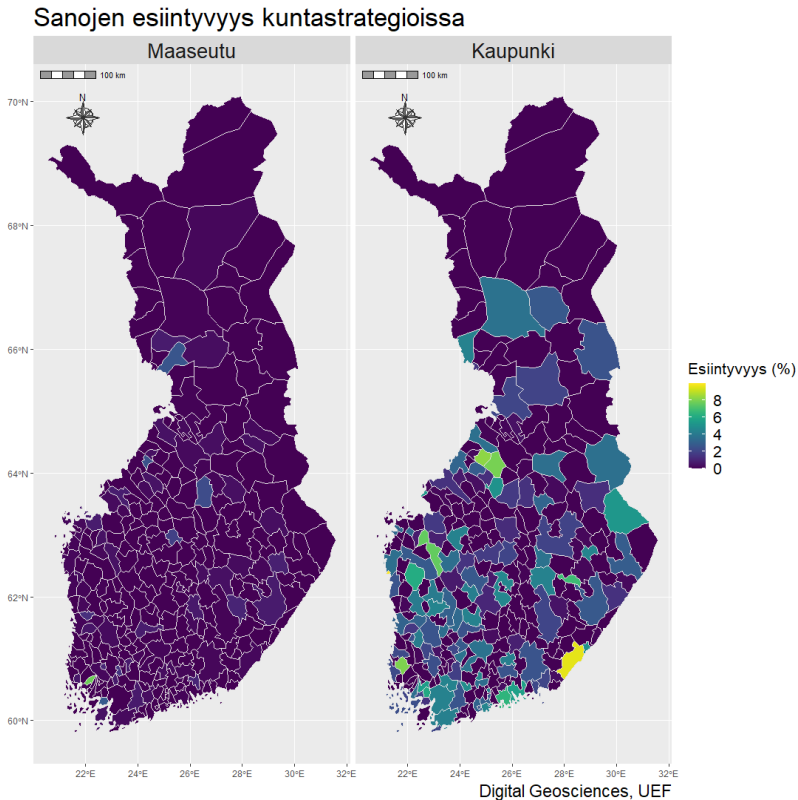 Sanojen esiintyvyys kuntastrategioissa
Maaseutu
Kaupunki
100 km
100 km
N
N
70°N
68°N
66°N
64°N
62°N
60°N
22°E 24°E 26°E 28°E 30°E 32°E
22°E 24°E 26°E 28°E 30°E 32°E
Esiintyvyys (%)
8
6
4
2
0
Digital Geosciences, UEF